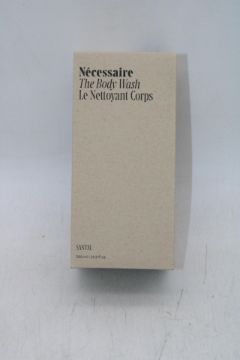 Nécessaire
The Body Wash
Le Nettoyant Corps
SANTAL